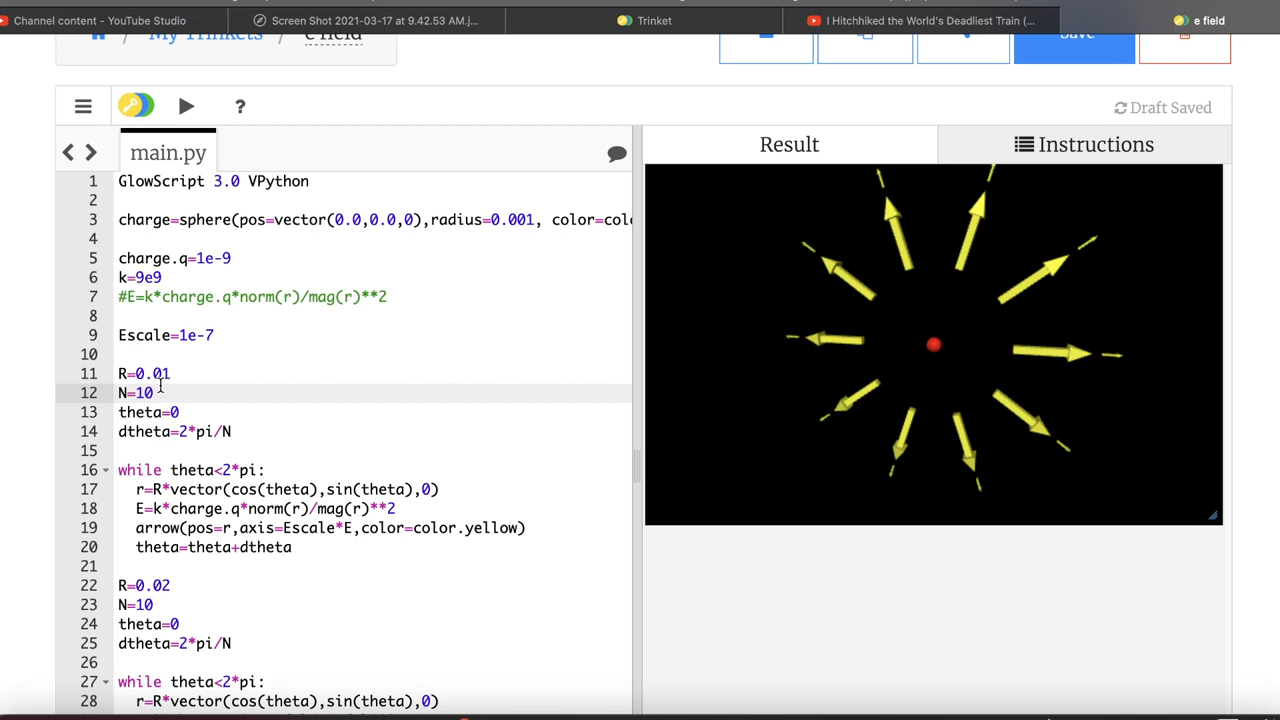 Channel content - YouTube Studio
Screen Shot 2021-03-17 at 9.42.53 AM.j...
Trinket
I Hitchhiked the World's Deadliest Train (...
e field
/ My Trinkets / e field
Save
?
Draft Saved
main.py
Result
Instructions
1 GlowScript 3.0 VPython
2
3 charge=sphere(pos=vector(0.0,0.0,0),radius=0.001, color=colo
4
5 charge.q=1e-9
6 k=9e9
7 #E=k*charge.q*norm(r)/mag(r)**2
8
9 Escale=1e-7
10
11 R=0.01
12 N=10
13 theta=0
14 dtheta=2*pi/N
15
16 while theta<2*pi:
17 r=R*vector(cos(theta),sin(theta),0)
18 E=k*charge.q*norm(r)/mag(r)**2
19 arrow(pos=r,axis=Escale*E,color=color.yellow)
20 theta=theta+dtheta
21
22 R=0.02
23 N=10
24 theta=0
25 dtheta=2*pi/N
26
27 while theta<2*pi:
28 r=R*vector(cos(theta),sin(theta),0)